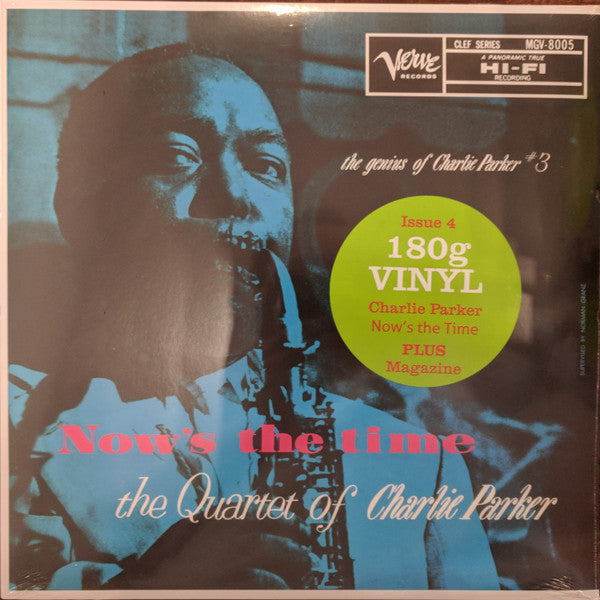 Verve
RECORDS
CLEF SERIES MGV-8005
A PANORAMIC TRUE
HI-FI
RECORDING
the genius of Charlie Parker #3
Issue 4
180g
VINYL
Charlie Parker
Now's the Time
PLUS
Magazine
SUPERVISED BY NORMAN GRANZ
Now's the time
the Quartet of Charlie Parker